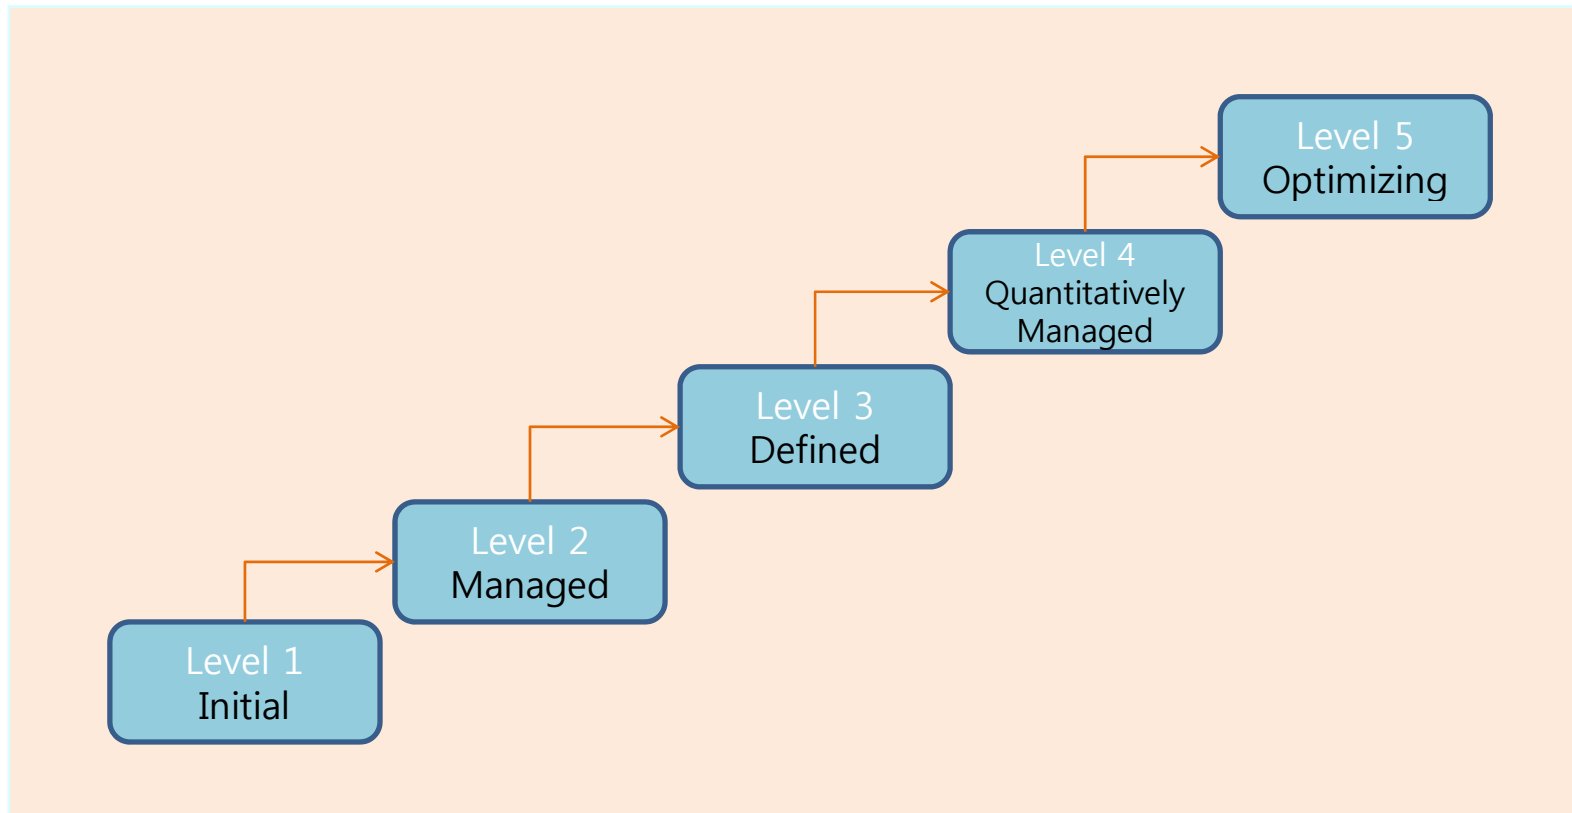 Level 5
Optimizing
Level 4
Quantitatively
Managed
Level 3
Defined
Level 2
Managed
Level 1
Initial